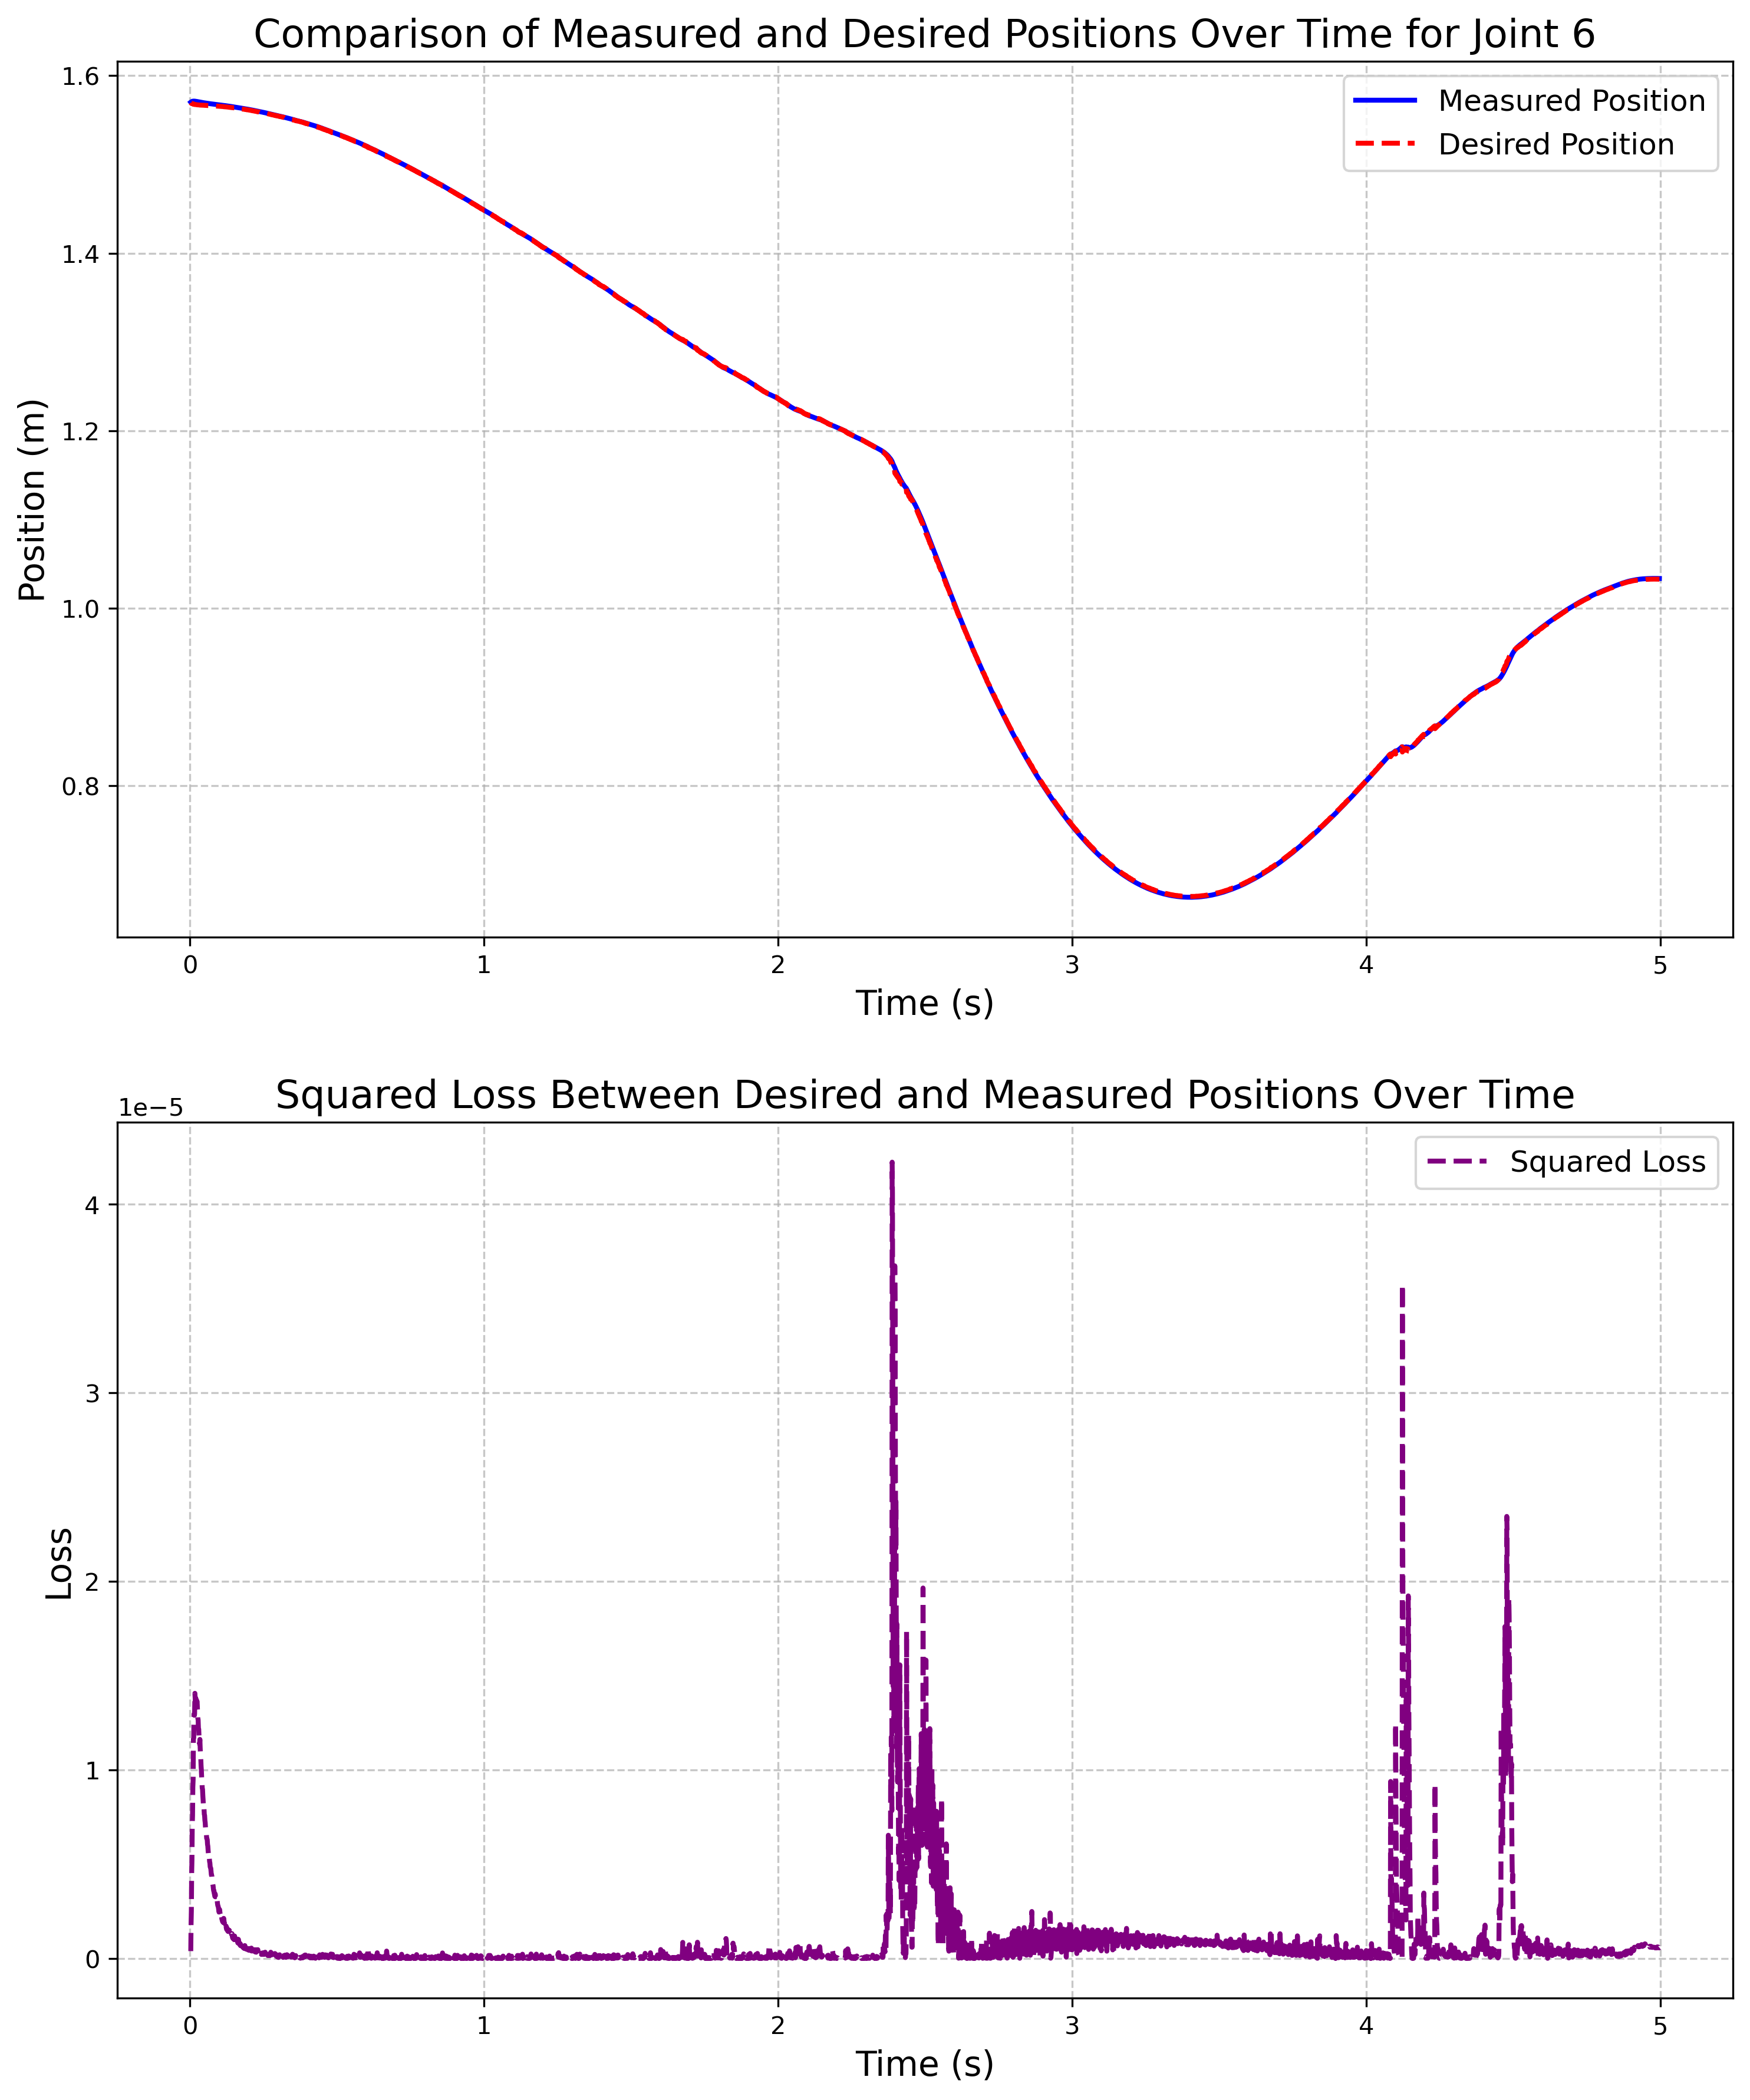 Comparison of Measured and Desired Positions Over Time for Joint 6
1.6
1.4
1.2
1.0
0.8
Position (m)
Measured Position
Desired Position
0 1 2 3 4 5
Time (s)
Squared Loss Between Desired and Measured Positions Over Time
1e−5
4
3
2
1
0
Loss
Squared Loss
0 1 2 3 4 5
Time (s)